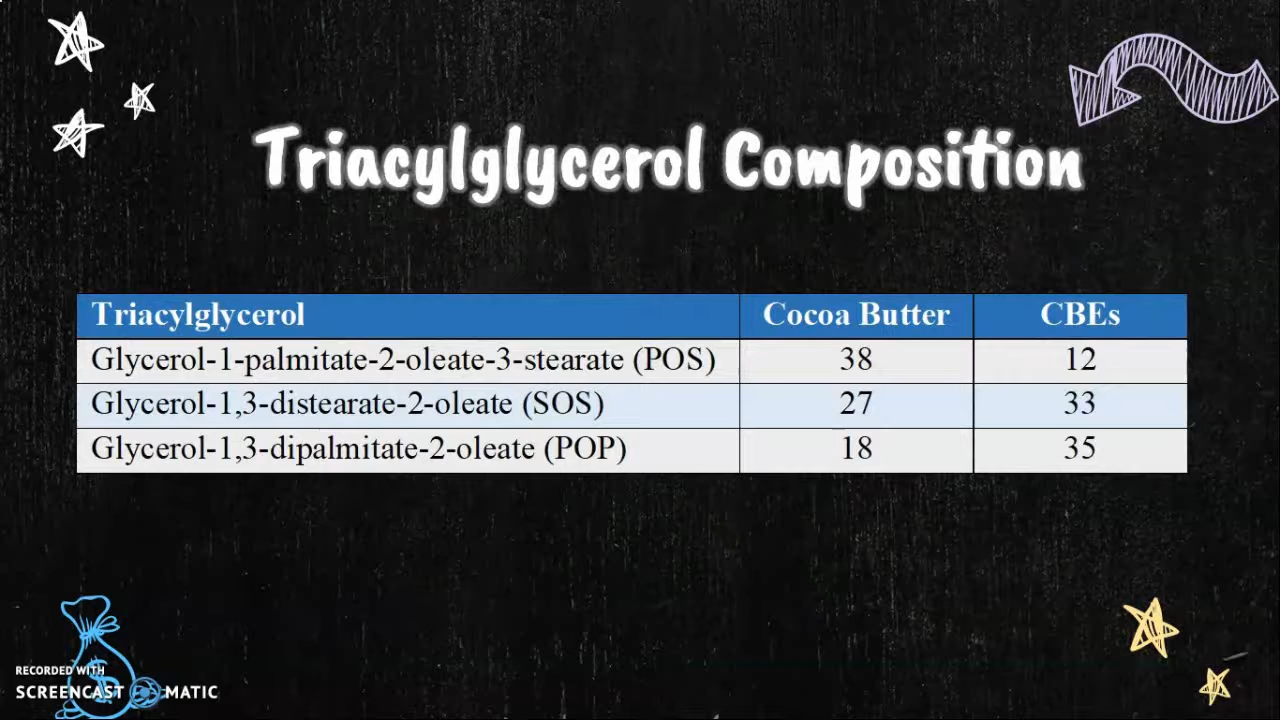 Triacylglycerol Composition
Triacylglycerol Cocoa Butter CBEs
Glycerol-1-palmitate-2-oleate-3-stearate (POS) 38 12
Glycerol-1,3-distearate-2-oleate (SOS) 27 33
Glycerol-1,3-dipalmitate-2-oleate (POP) 18 35
RECORDED WITH
SCREENCAST MATIC